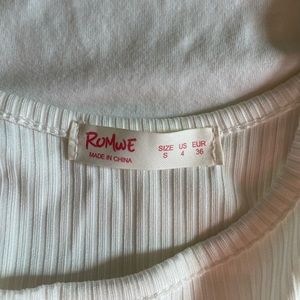 ROMWE
MADE IN CHINA
SIZE US EUR
S 4 36